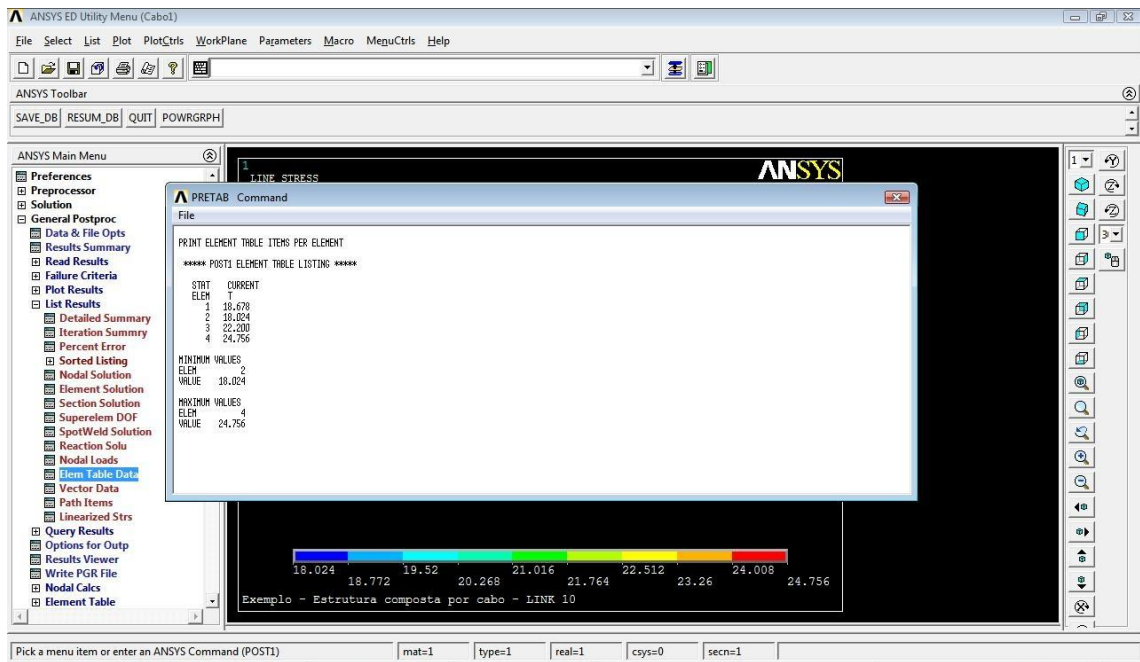 ANSYS ED Utility Menu (Cabo1)
File Select List Plot PlotCtrls WorkPlane Parameters Macro MenuCtrls Help
ANSYS Toolbar
SAVE_DB RESUM_DB QUIT POWRGRPH
ANSYS Main Menu
Preferences
Preprocessor
Solution
General Postproc
Data & File Opts
Results Summary
Read Results
Failure Criteria
Plot Results
List Results
Detailed Summary
Iteration Summry
Percent Error
Sorted Listing
Nodal Solution
Element Solution
Section Solution
Superelem DOF
SpotWeld Solution
Reaction Solu
Nodal Loads
Elem Table Data
Vector Data
Path Items
Linearized Strs
Query Results
Options for Outp
Results Viewer
Write PGR File
Nodal Calcs
Element Table
1
LINE STRESS
ANSYS
PRETAB Command
File
PRINT ELEMENT TABLE ITEMS PER ELEMENT
***** POST1 ELEMENT TABLE LISTING *****
STAT CURRENT
ELEM T
1 18.678
2 18.024
3 22.200
4 24.756
MINIMUM VALUES
ELEM 2
VALUE 18.024
MAXIMUM VALUES
ELEM 4
VALUE 24.756
18.024 19.52 21.016 22.512 24.008
18.772 20.268 21.764 23.26 24.756
Exemplo - Estrutura composta por cabo - LINK 10
1
3
Pick a menu item or enter an ANSYS Command (POST1) mat=1 type=1 real=1 csys=0 secn=1